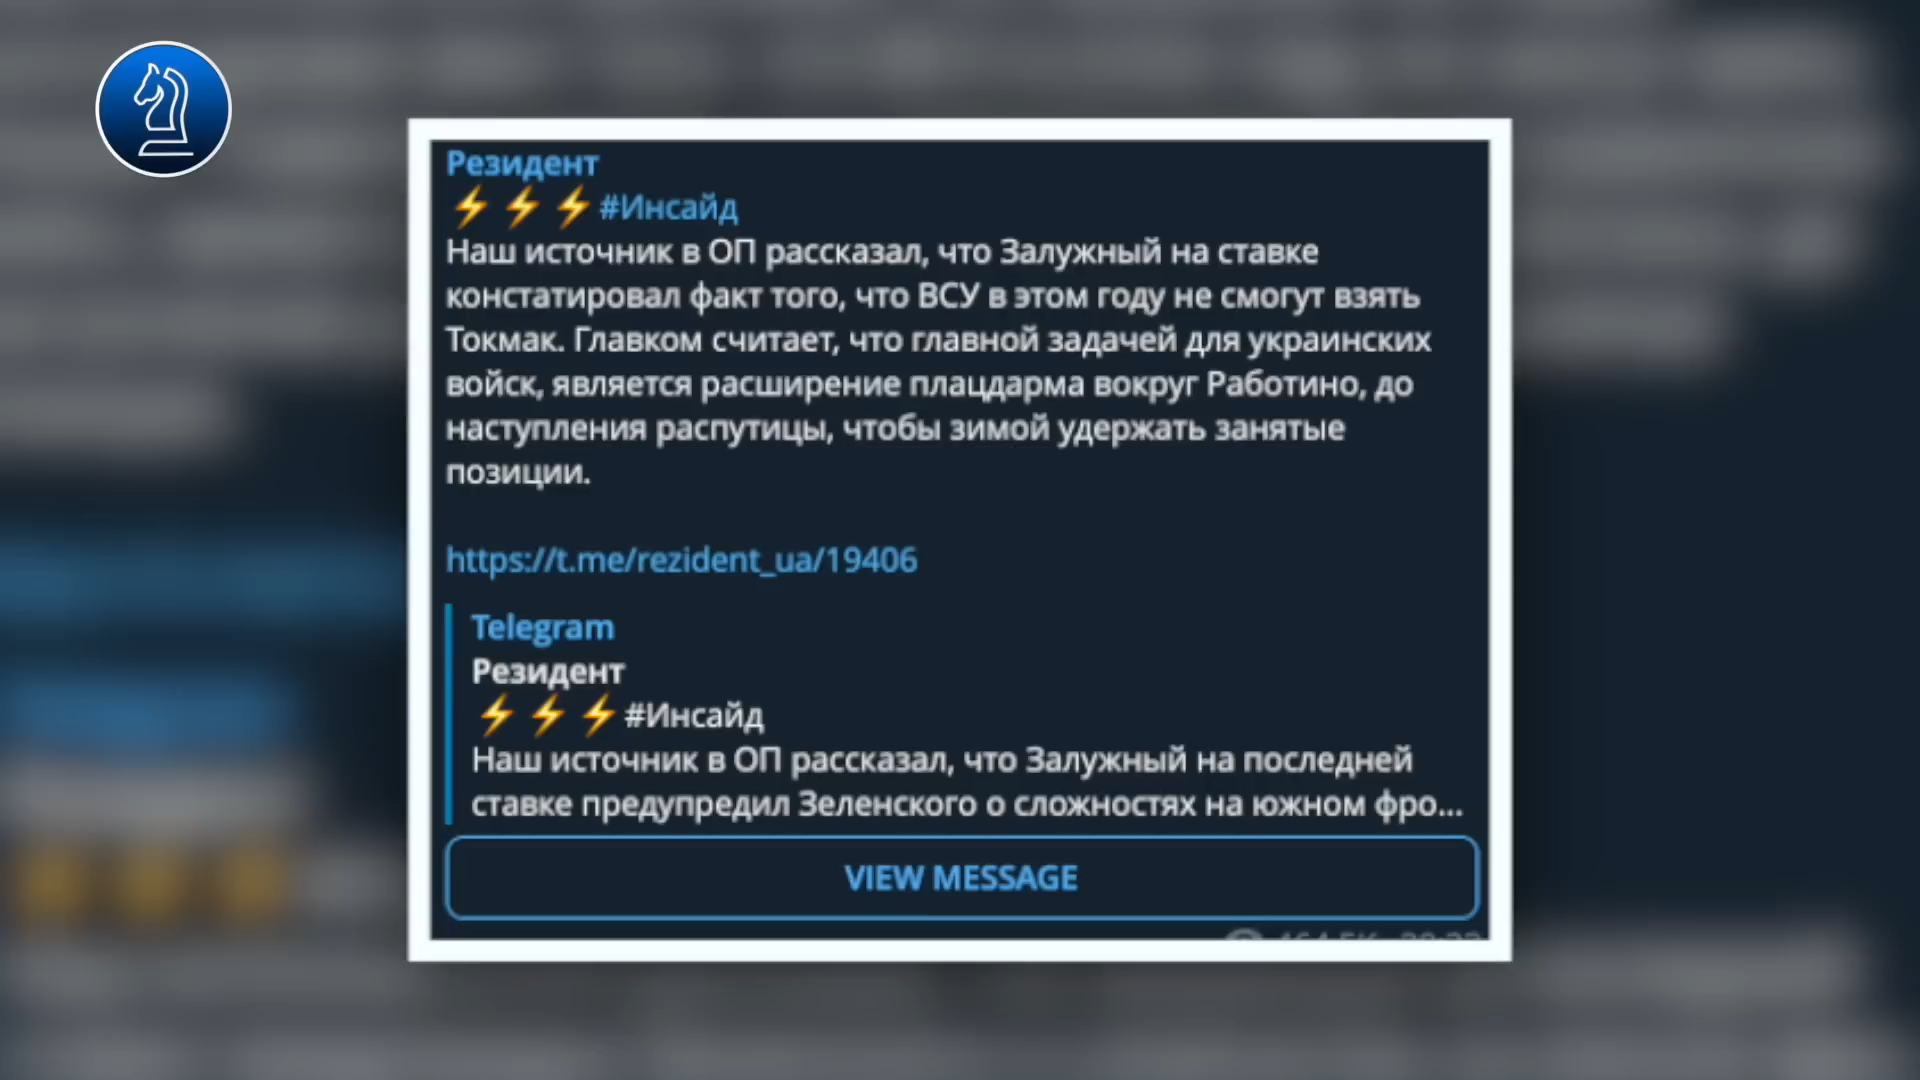 Резидент
⚡⚡⚡#Инсайд
Наш источник в ОП рассказал, что Залужный на ставке
констатировал факт того, что ВСУ в этом году не смогут взять
Токмак. Главком считает, что главной задачей для украинских
войск, является расширение плацдарма вокруг Работино, до
наступления распутицы, чтобы зимой удержать занятые
позиции.
https://t.me/rezident_ua/19406
Telegram
Резидент
⚡⚡⚡#Инсайд
Наш источник в ОП рассказал, что Залужный на последней
ставке предупредил Зеленского о сложностях на южном фро...
VIEW MESSAGE